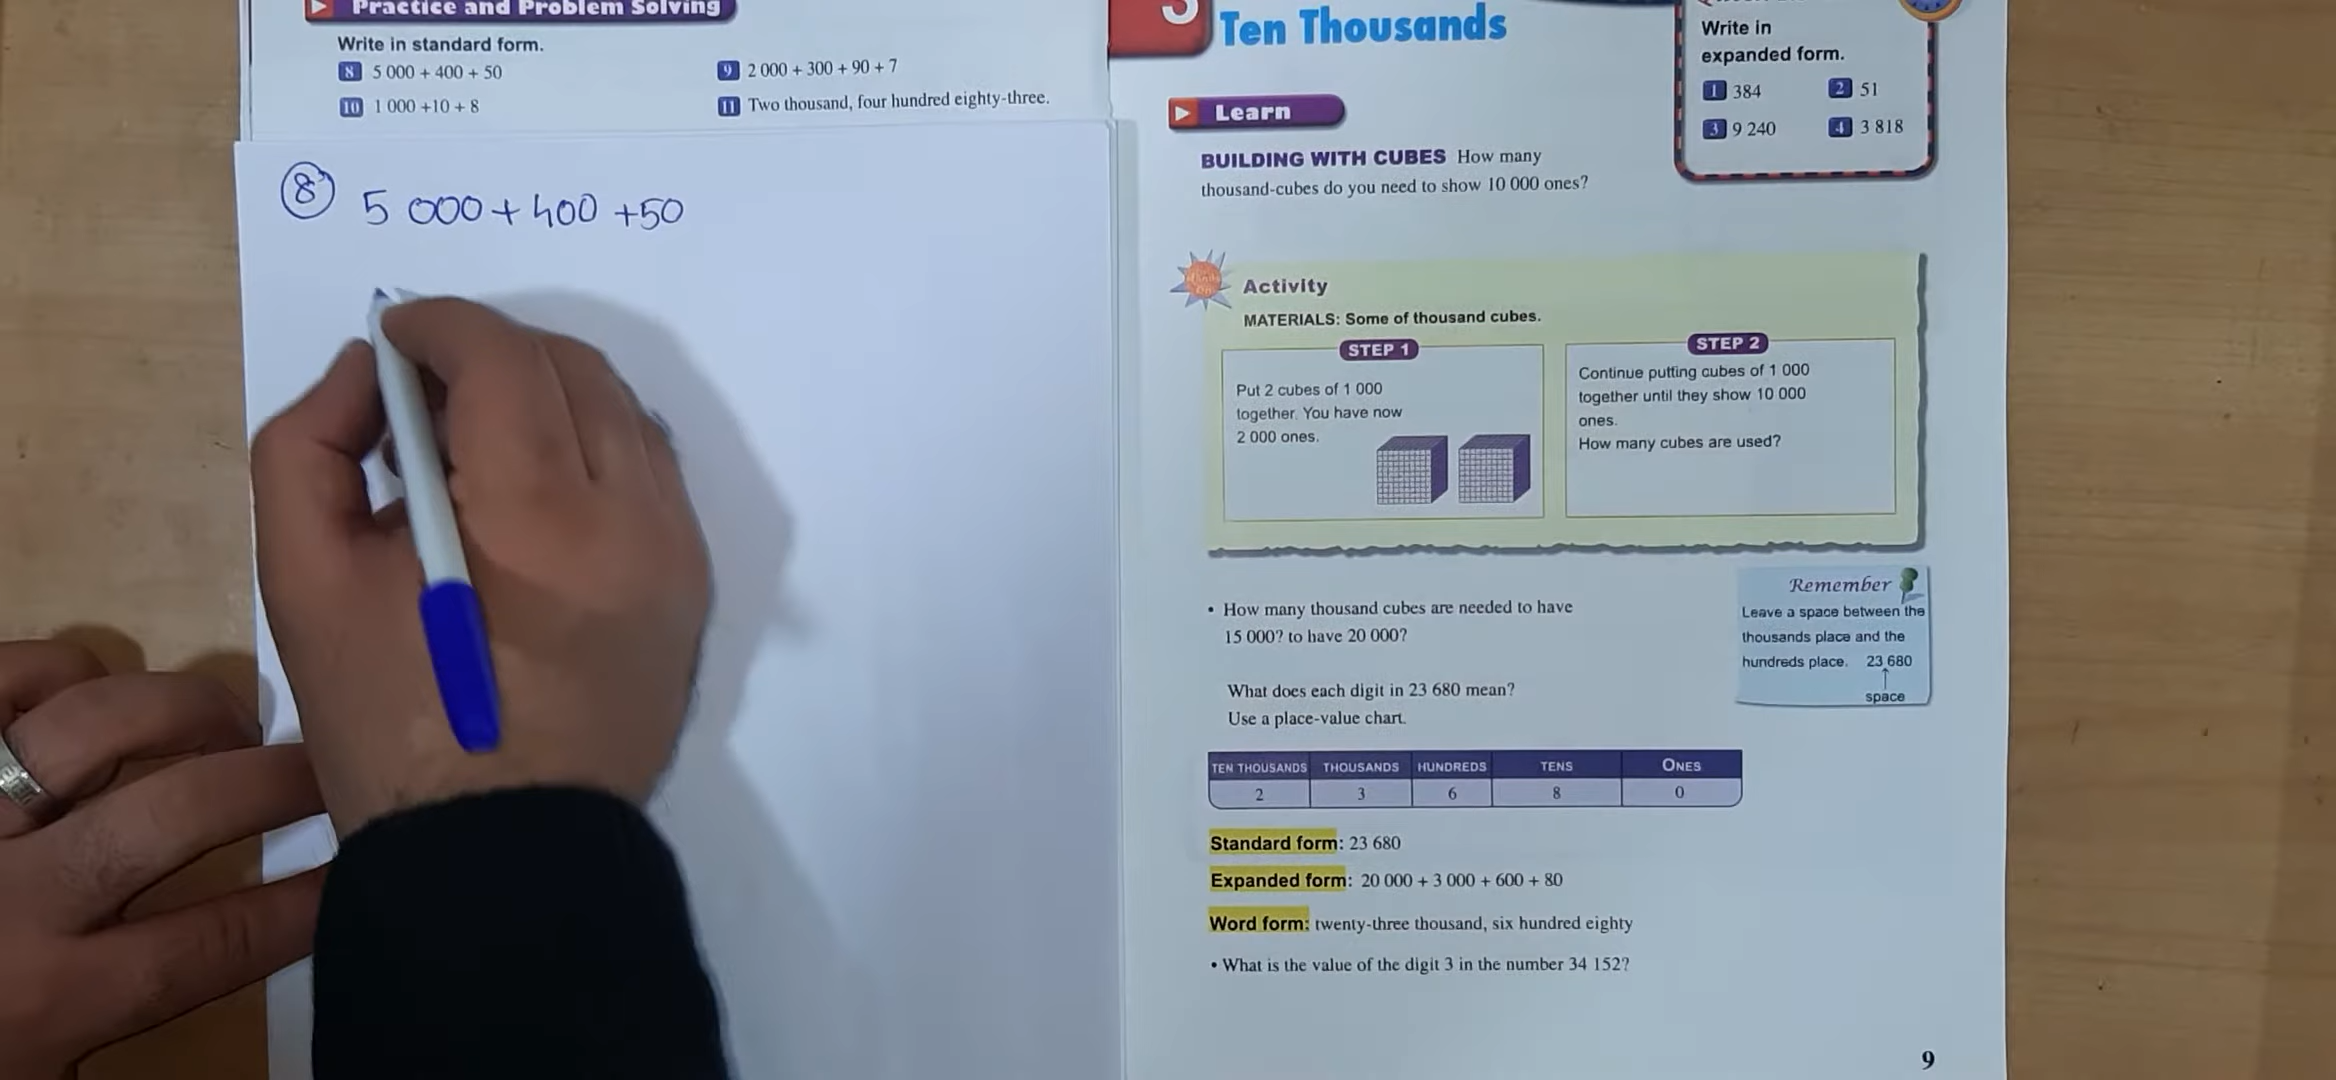 Practice and Problem Solving
Write in standard form.
8 5 000 + 400 + 50
9 2 000 + 300 + 90 + 7
10 1 000 +10 + 8
11 Two thousand, four hundred eighty-three.
8 5 000 + 400 +50
Ten Thousands
Write in
expanded form.
1 384
2 51
3 9 240
4 3 818
Learn
BUILDING WITH CUBES How many
thousand-cubes do you need to show 10 000 ones?
Activity
MATERIALS: Some of thousand cubes.
STEP 1
Put 2 cubes of 1 000
together. You have now
2 000 ones.
STEP 2
Continue putting cubes of 1 000
together until they show 10 000
ones.
How many cubes are used?
• How many thousand cubes are needed to have
15 000? to have 20 000?
Remember
Leave a space between the
thousands place and the
hundreds place. 23 680
space
What does each digit in 23 680 mean?
Use a place-value chart.
TEN THOUSANDS THOUSANDS HUNDREDS TENS ONES
2 3 6 8 0
Standard form: 23 680
Expanded form: 20 000 + 3 000 + 600 + 80
Word form: twenty-three thousand, six hundred eighty
• What is the value of the digit 3 in the number 34 152?
9